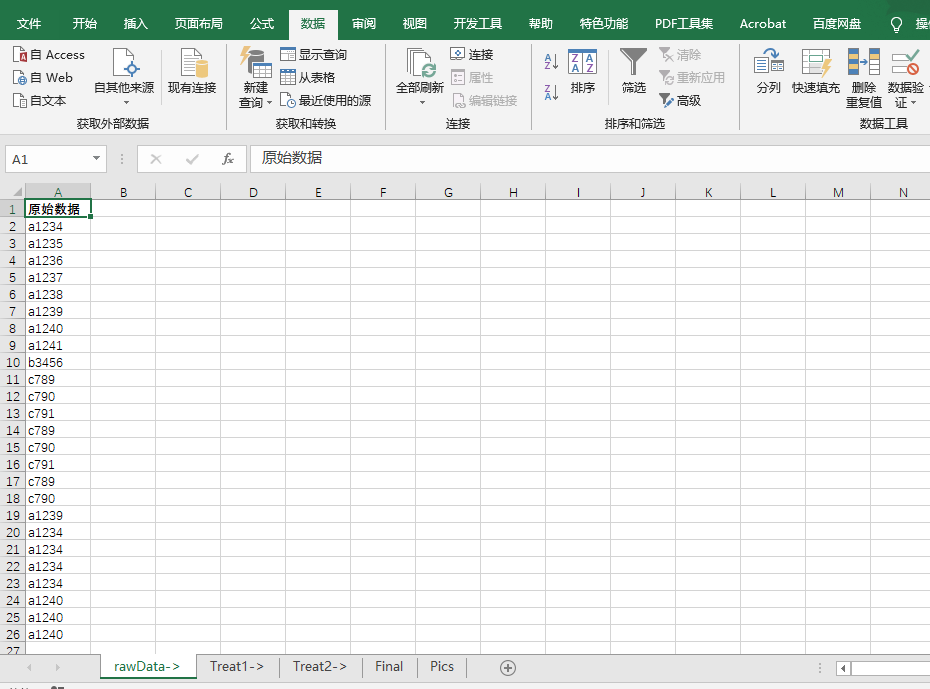 文件 开始 插入 页面布局 公式 数据 审阅 视图 开发工具 帮助 特色功能 PDF工具集 Acrobat 百度网盘
自 Access
自 Web
自文本
自其他来源
现有连接
获取外部数据
新建
查询
显示查询
从表格
最近使用的源
获取和转换
全部刷新
连接
属性
编辑链接
连接
排序
筛选
清除
重新应用
高级
排序和筛选
分列
快速填充
删除
重复值
数据验
证
数据工具
A1 fx 原始数据
A B C D E F G H I J K L M N
1 原始数据
2 a1234
3 a1235
4 a1236
5 a1237
6 a1238
7 a1239
8 a1240
9 a1241
10 b3456
11 c789
12 c790
13 c791
14 c789
15 c790
16 c791
17 c789
18 c790
19 a1239
20 a1234
21 a1234
22 a1234
23 a1234
24 a1240
25 a1240
26 a1240
27
rawData-> Treat1-> Treat2-> Final Pics